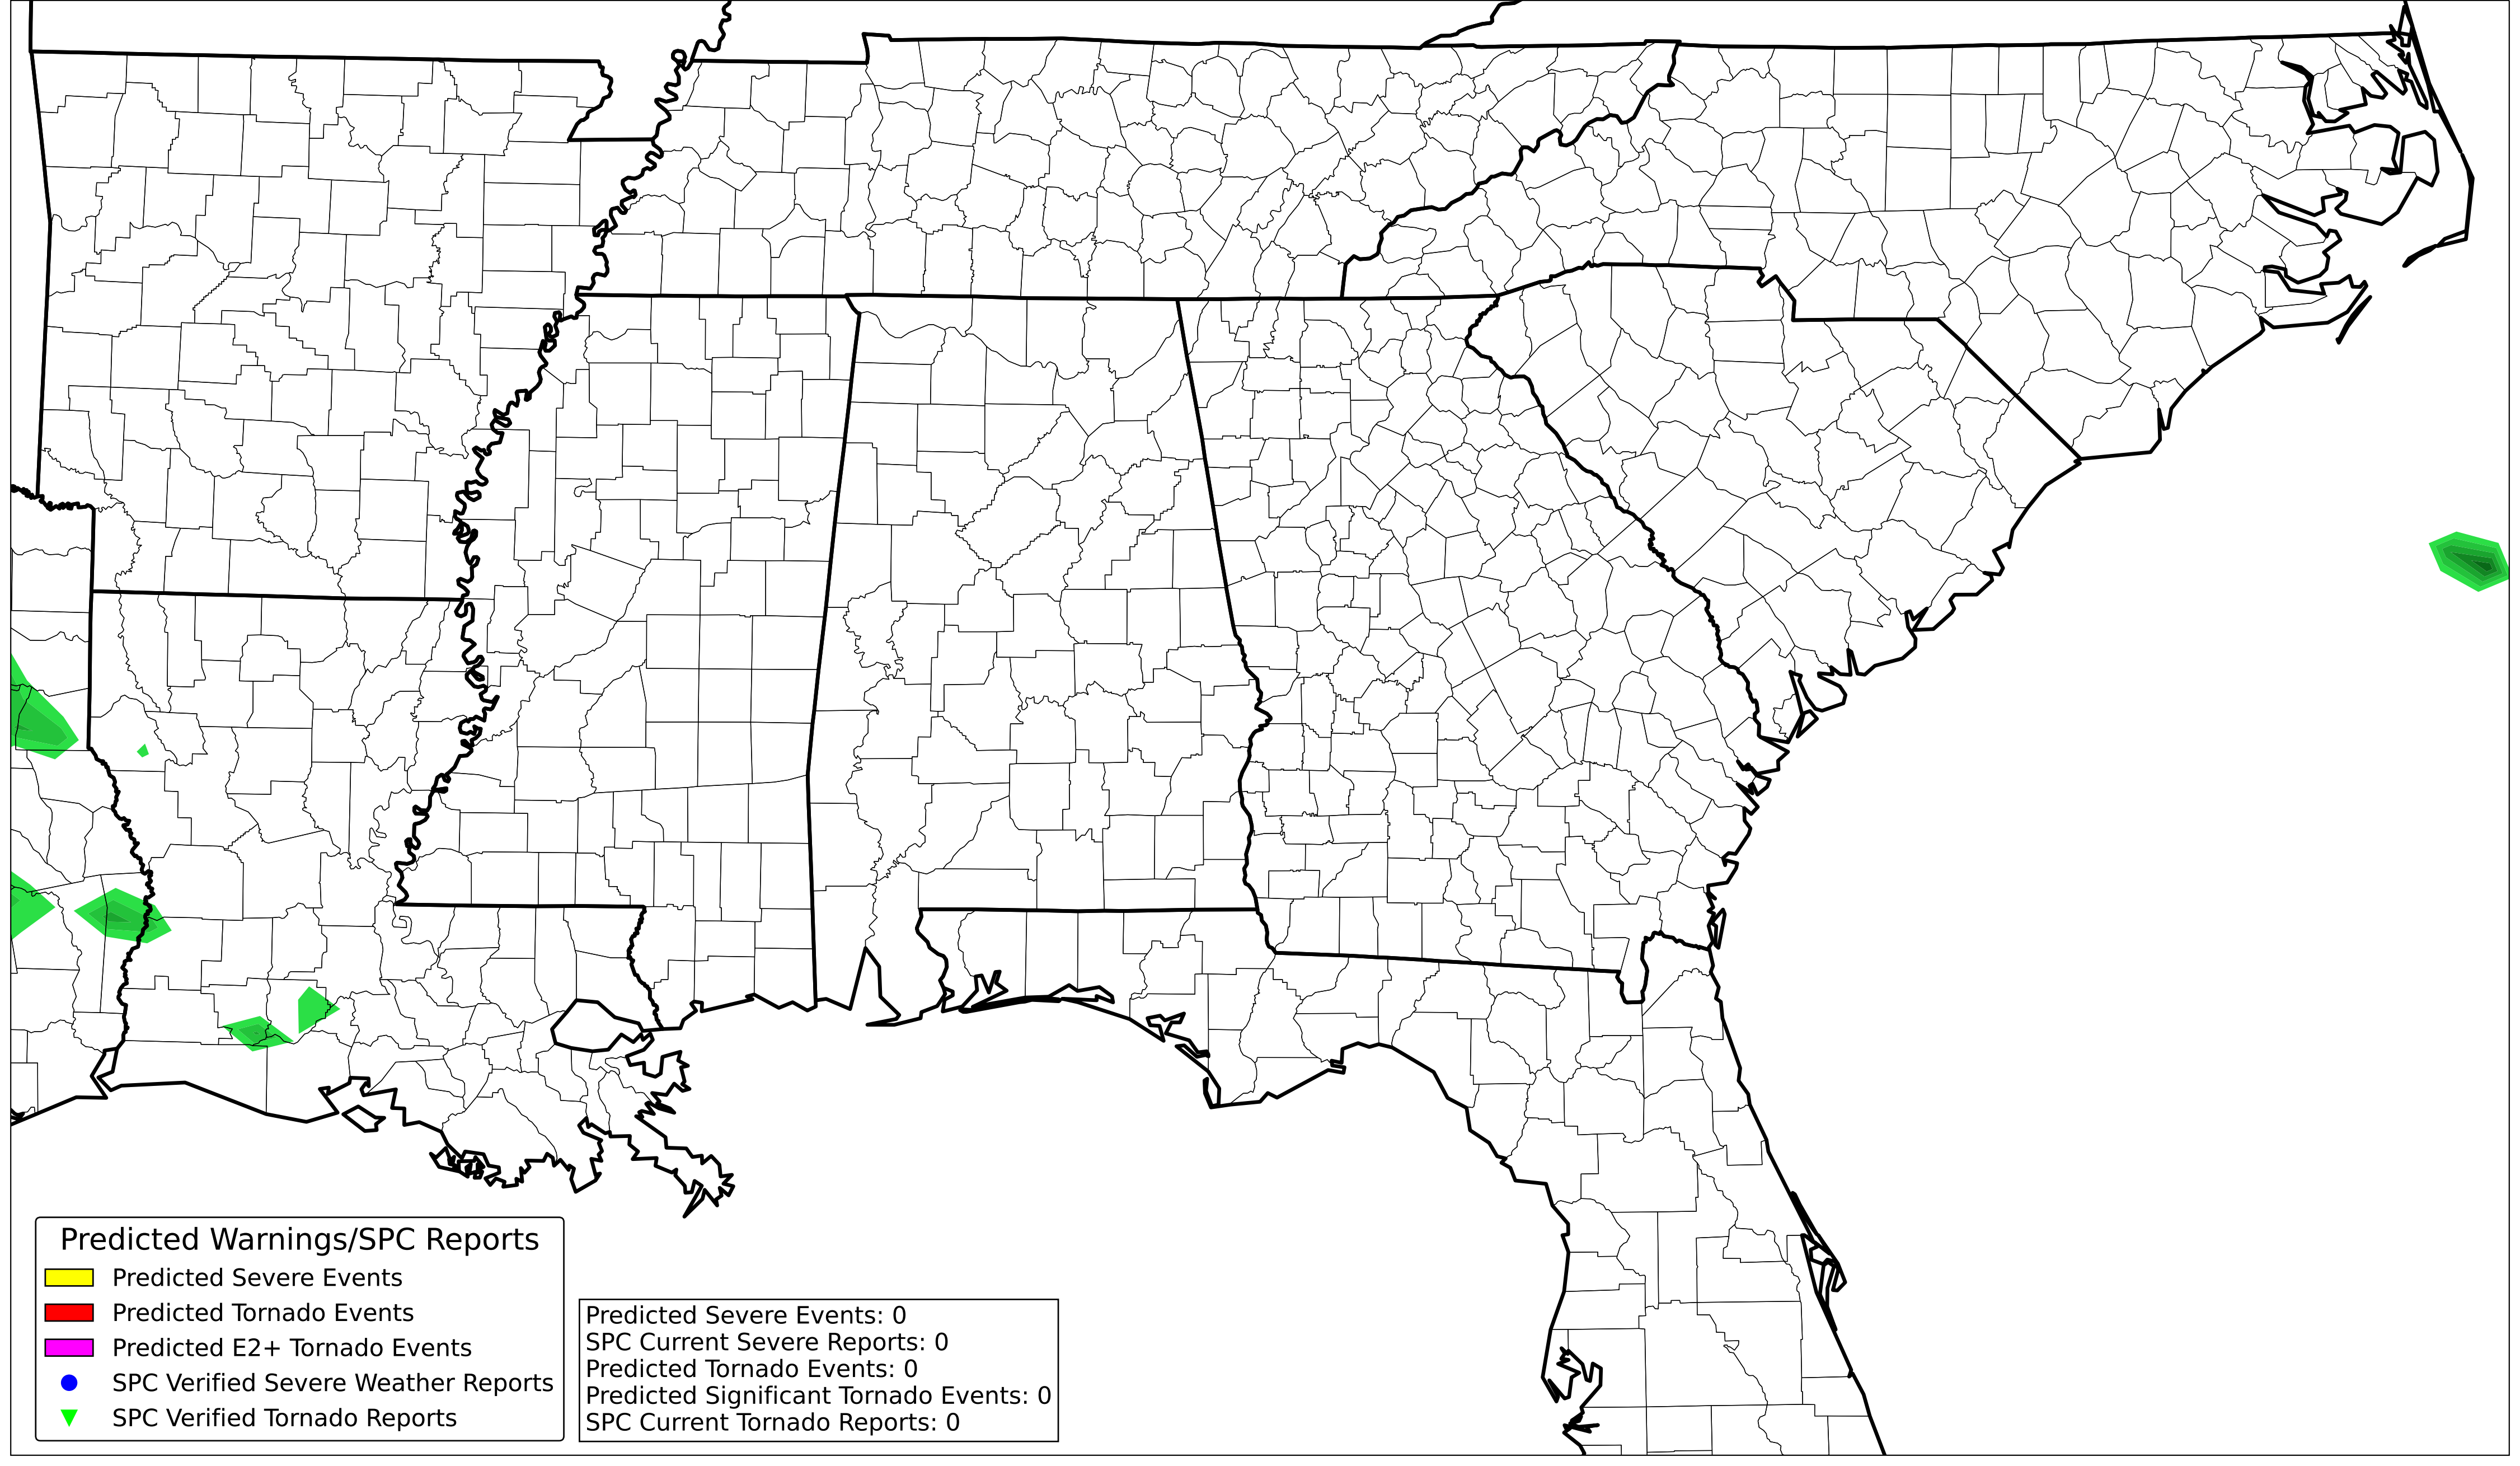 Predicted Warnings/SPC Reports
Predicted Severe Events
Predicted Tornado Events
Predicted E2+ Tornado Events
SPC Verified Severe Weather Reports
SPC Verified Tornado Reports
Predicted Severe Events: 0
SPC Current Severe Reports: 0
Predicted Tornado Events: 0
Predicted Significant Tornado Events: 0
SPC Current Tornado Reports: 0